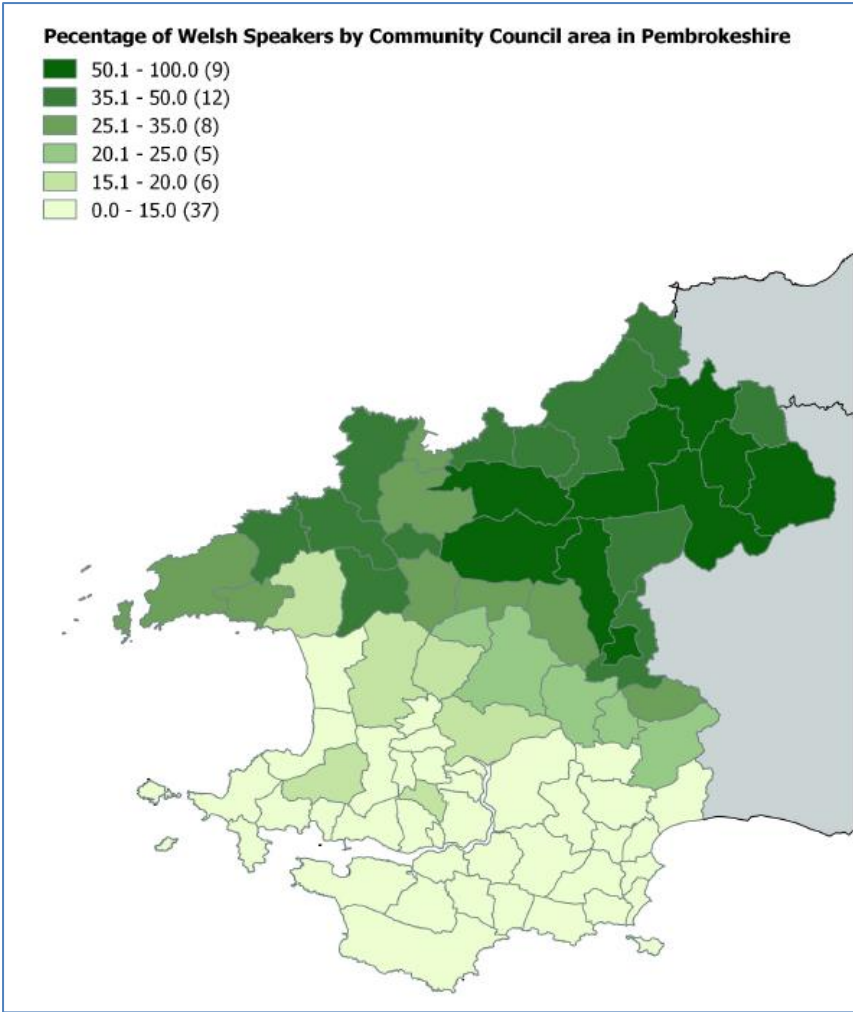 Pecentage of Welsh Speakers by Community Council area in Pembrokeshire
50.1 - 100.0 (9)
35.1 - 50.0 (12)
25.1 - 35.0 (8)
20.1 - 25.0 (5)
15.1 - 20.0 (6)
0.0 - 15.0 (37)